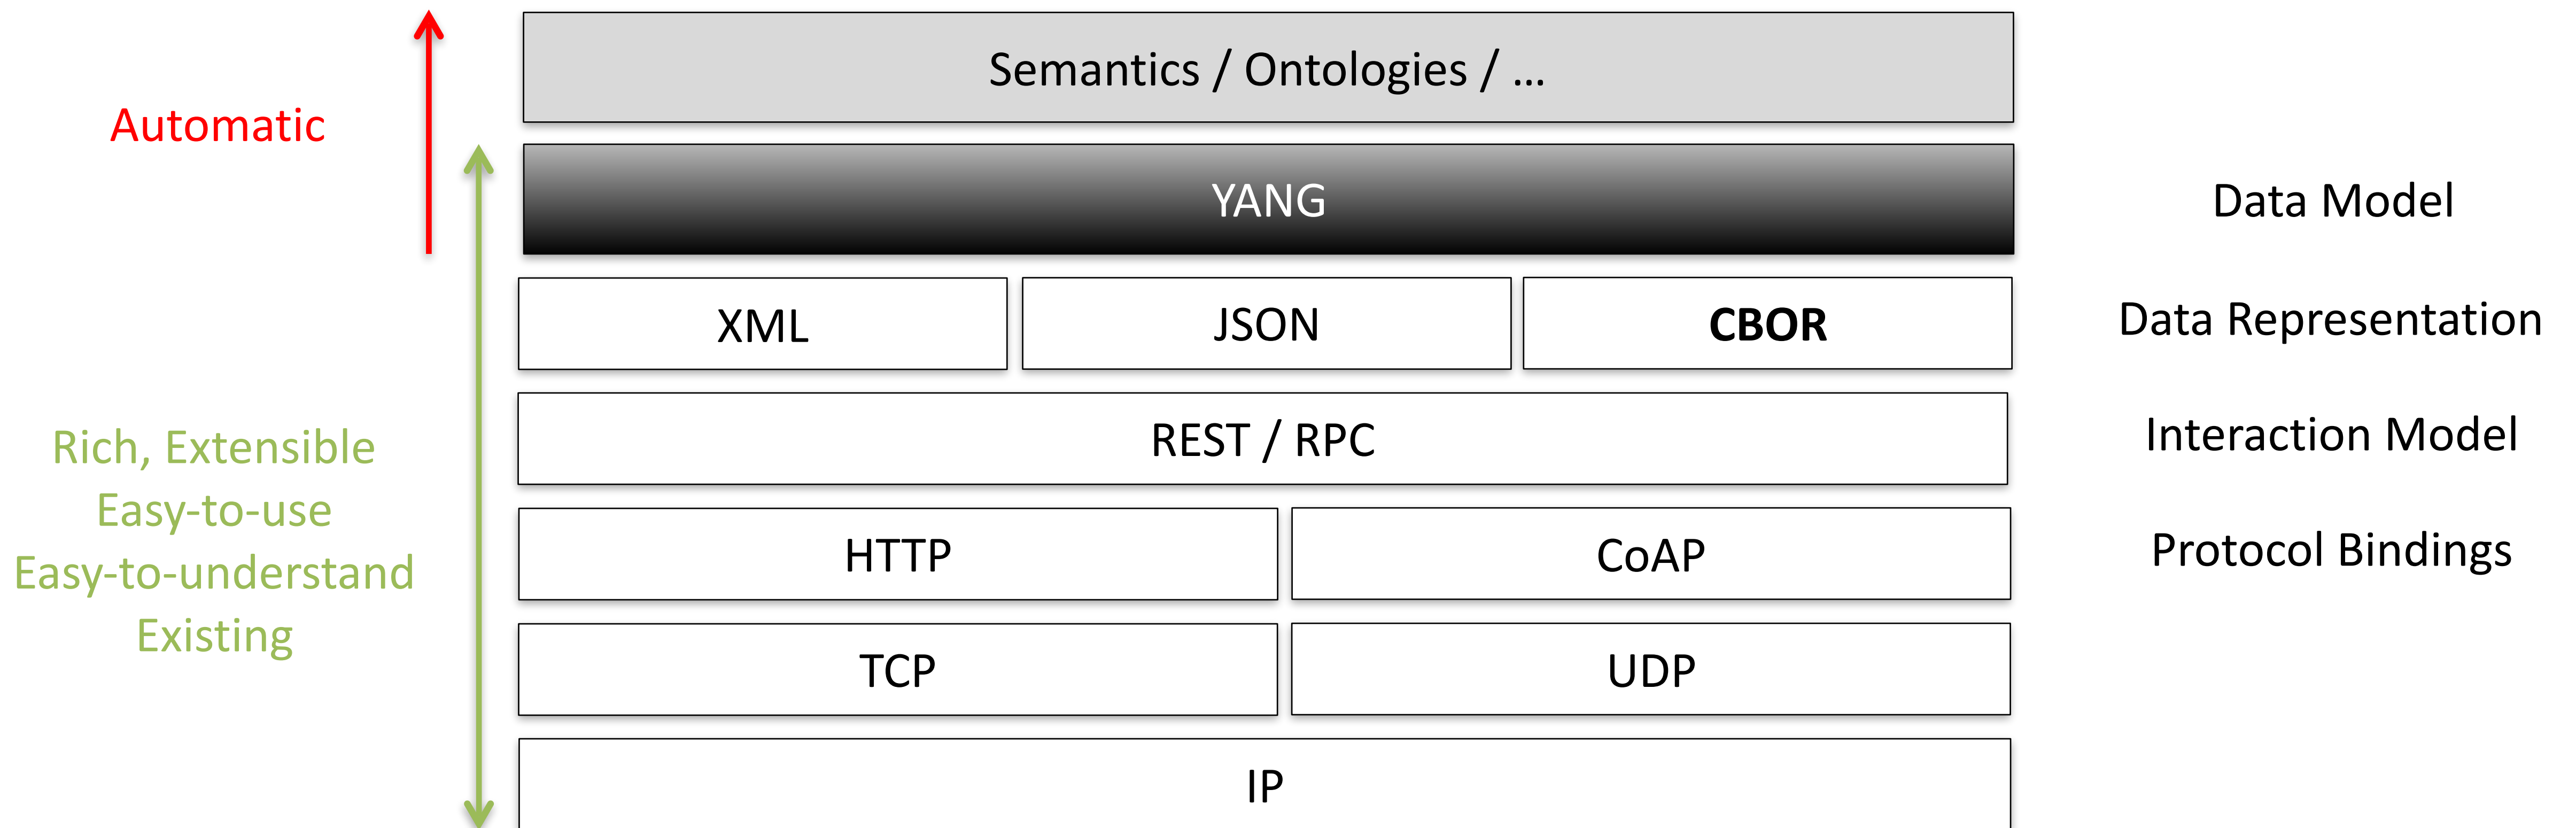 Semantics / Ontologies / …
Automatic
YANG
Data Model
XML
JSON
CBOR
Data Representation
REST / RPC
Interaction Model
Rich, Extensible
Easy-to-use
Easy-to-understand
Existing
HTTP
CoAP
Protocol Bindings
TCP
UDP
IP